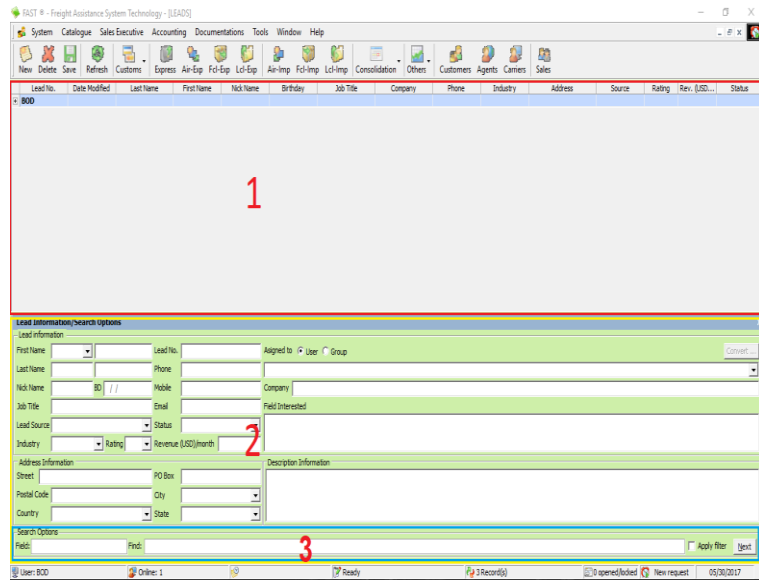 FAST ® - Freight Assistance System Technology - [LEADS]
System Catalogue Sales Executive Accounting Documentations Tools Window Help
New Delete Save Refresh Customs Express Air-Exp Fcl-Exp Lcl-Exp Air-Imp Fcl-Imp Lcl-Imp Consolidation Others Customers Agents Carriers Sales
Lead No. Date Modified Last Name First Name Nick Name Birthday Job Title Company Phone Industry Address Source Rating Rev. (USD... Status
BOD
1
Lead Information/Search Options
Lead information
First Name Lead No. Asigned to User Group Convert ...
Last Name Phone
Nick Name BD / / Mobile Company
Job Title Email Field Interested
Lead Source Status
Industry Rating Revenue (USD)/month
2
Address Information Description Information
Street PO Box
Postal Code City
Country State
Search Options
Field: Find: Apply filter Next
3
User: BOD Online: 1 Ready 3 Record(s) 0 opened/locked New request 05/30/2017